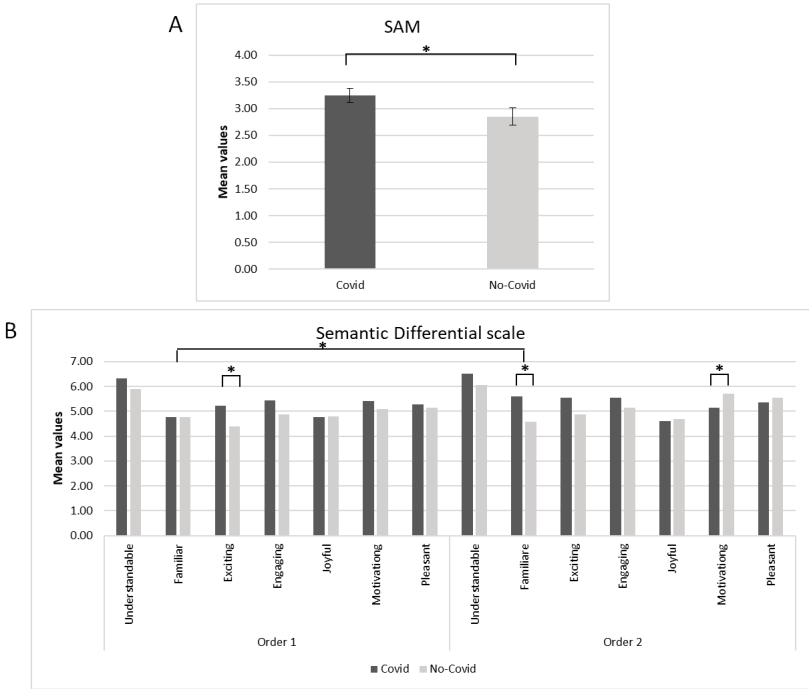 A
SAM
*
4.00
3.50
3.00
2.50
2.00
1.50
1.00
0.50
0.00
Mean values
Covid No-Covid
B
Semantic Differential scale
*
* * *
7.00
6.00
5.00
4.00
3.00
2.00
1.00
0.00
Mean values
Understandable
Familiar
Exciting
Engaging
Joyful
Motivationg
Pleasant
Understandable
Familiare
Exciting
Engaging
Joyful
Motivationg
Pleasant
Order 1 Order 2
Covid No-Covid